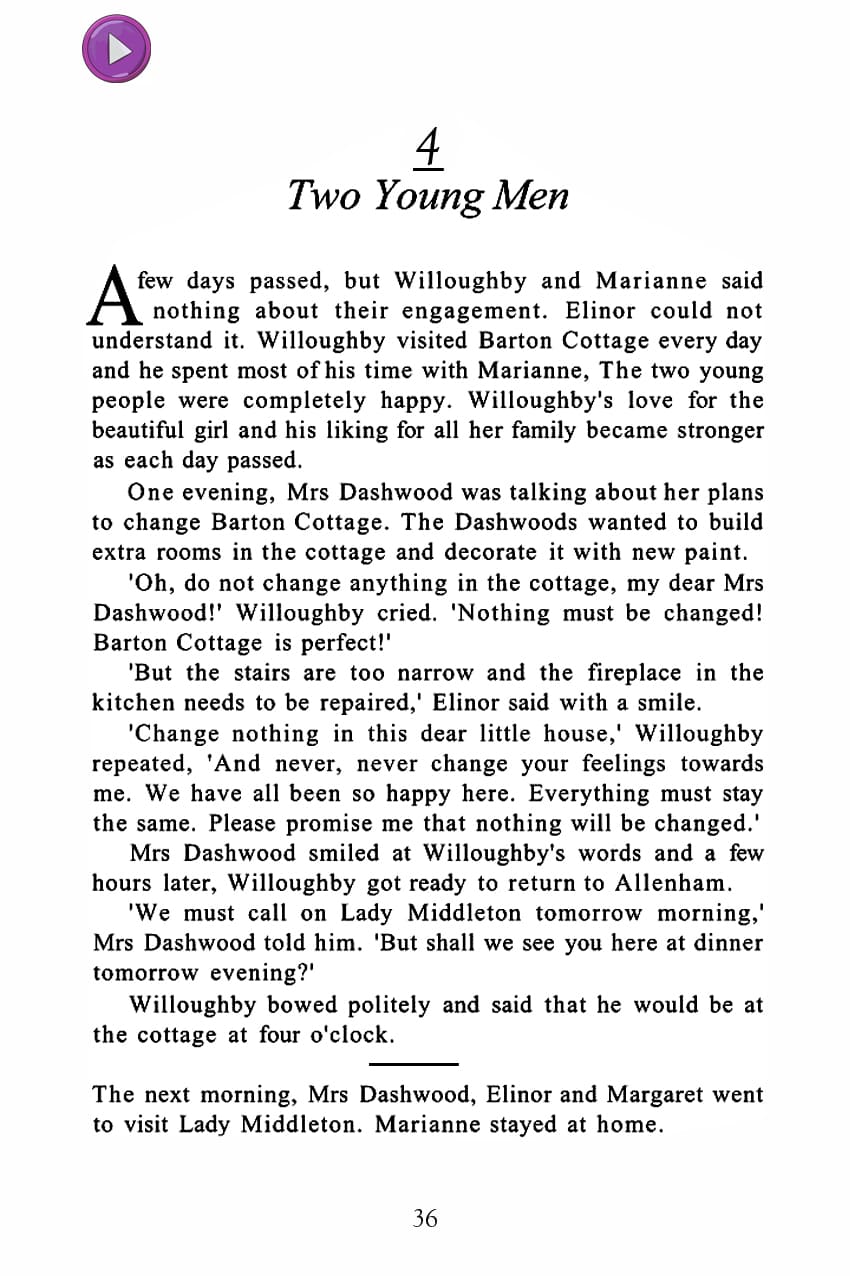 4
Two Young Men
A few days passed, but Willoughby and Marianne said
nothing about their engagement. Elinor could not
understand it. Willoughby visited Barton Cottage every day
and he spent most of his time with Marianne, The two young
people were completely happy. Willoughby's love for the
beautiful girl and his liking for all her family became stronger
as each day passed.
One evening, Mrs Dashwood was talking about her plans
to change Barton Cottage. The Dashwoods wanted to build
extra rooms in the cottage and decorate it with new paint.
'Oh, do not change anything in the cottage, my dear Mrs
Dashwood!' Willoughby cried. 'Nothing must be changed!
Barton Cottage is perfect!'
'But the stairs are too narrow and the fireplace in the
kitchen needs to be repaired,' Elinor said with a smile.
'Change nothing in this dear little house,' Willoughby
repeated, 'And never, never change your feelings towards
me. We have all been so happy here. Everything must stay
the same. Please promise me that nothing will be changed.'
Mrs Dashwood smiled at Willoughby's words and a few
hours later, Willoughby got ready to return to Allenham.
'We must call on Lady Middleton tomorrow morning,'
Mrs Dashwood told him. 'But shall we see you here at dinner
tomorrow evening?'
Willoughby bowed politely and said that he would be at
the cottage at four o'clock.
The next morning, Mrs Dashwood, Elinor and Margaret went
to visit Lady Middleton. Marianne stayed at home.
36